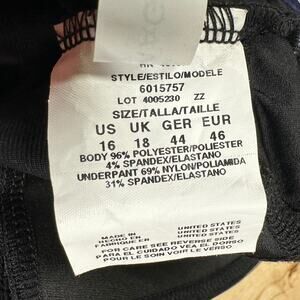 STYLE/ESTILO/MODELE
6015757
LOT 4005230 ZZ
SIZE/TALLA/TAILLE
US UK GER EUR
16 18 44 46
BODY 96% POLYESTER/POLIESTER
4% SPANDEX/ELASTANO
UNDERPANT 69% NYLON/POLIAMIDA
31% SPANDEX/ELASTANO
MADE IN UNITED STATES
HECHO EN UNITED STATES
FABRIQUE EN UNITED STATES
FOR CARE SEE REVERSE SIDE
PARA EL CUIDADO VEA EL DORSO
POUR L'ENTRETIEN VOIR LE VERSO